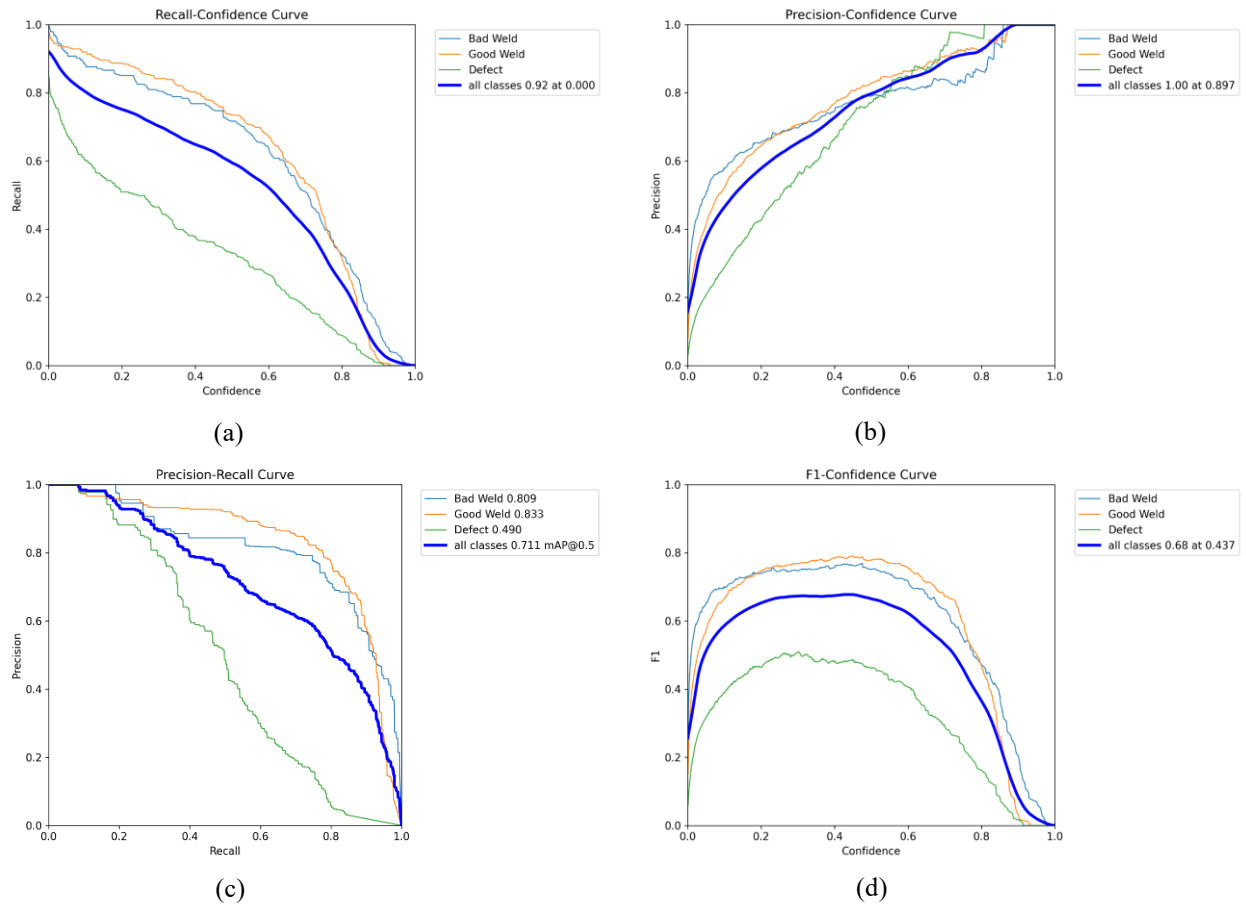 Recall-Confidence Curve
1.0
0.8
0.6
0.4
0.2
0.0
Recall
0.0 0.2 0.4 0.6 0.8 1.0
Confidence
Bad Weld
Good Weld
Defect
all classes 0.92 at 0.000
(a)
Precision-Confidence Curve
1.0
0.8
0.6
0.4
0.2
0.0
Precision
0.0 0.2 0.4 0.6 0.8 1.0
Confidence
Bad Weld
Good Weld
Defect
all classes 1.00 at 0.897
(b)
Precision-Recall Curve
1.0
0.8
0.6
0.4
0.2
0.0
Precision
0.0 0.2 0.4 0.6 0.8 1.0
Recall
Bad Weld 0.809
Good Weld 0.833
Defect 0.490
all classes 0.711 mAP@0.5
(c)
F1-Confidence Curve
1.0
0.8
0.6
0.4
0.2
0.0
F1
0.0 0.2 0.4 0.6 0.8 1.0
Confidence
Bad Weld
Good Weld
Defect
all classes 0.68 at 0.437
(d)